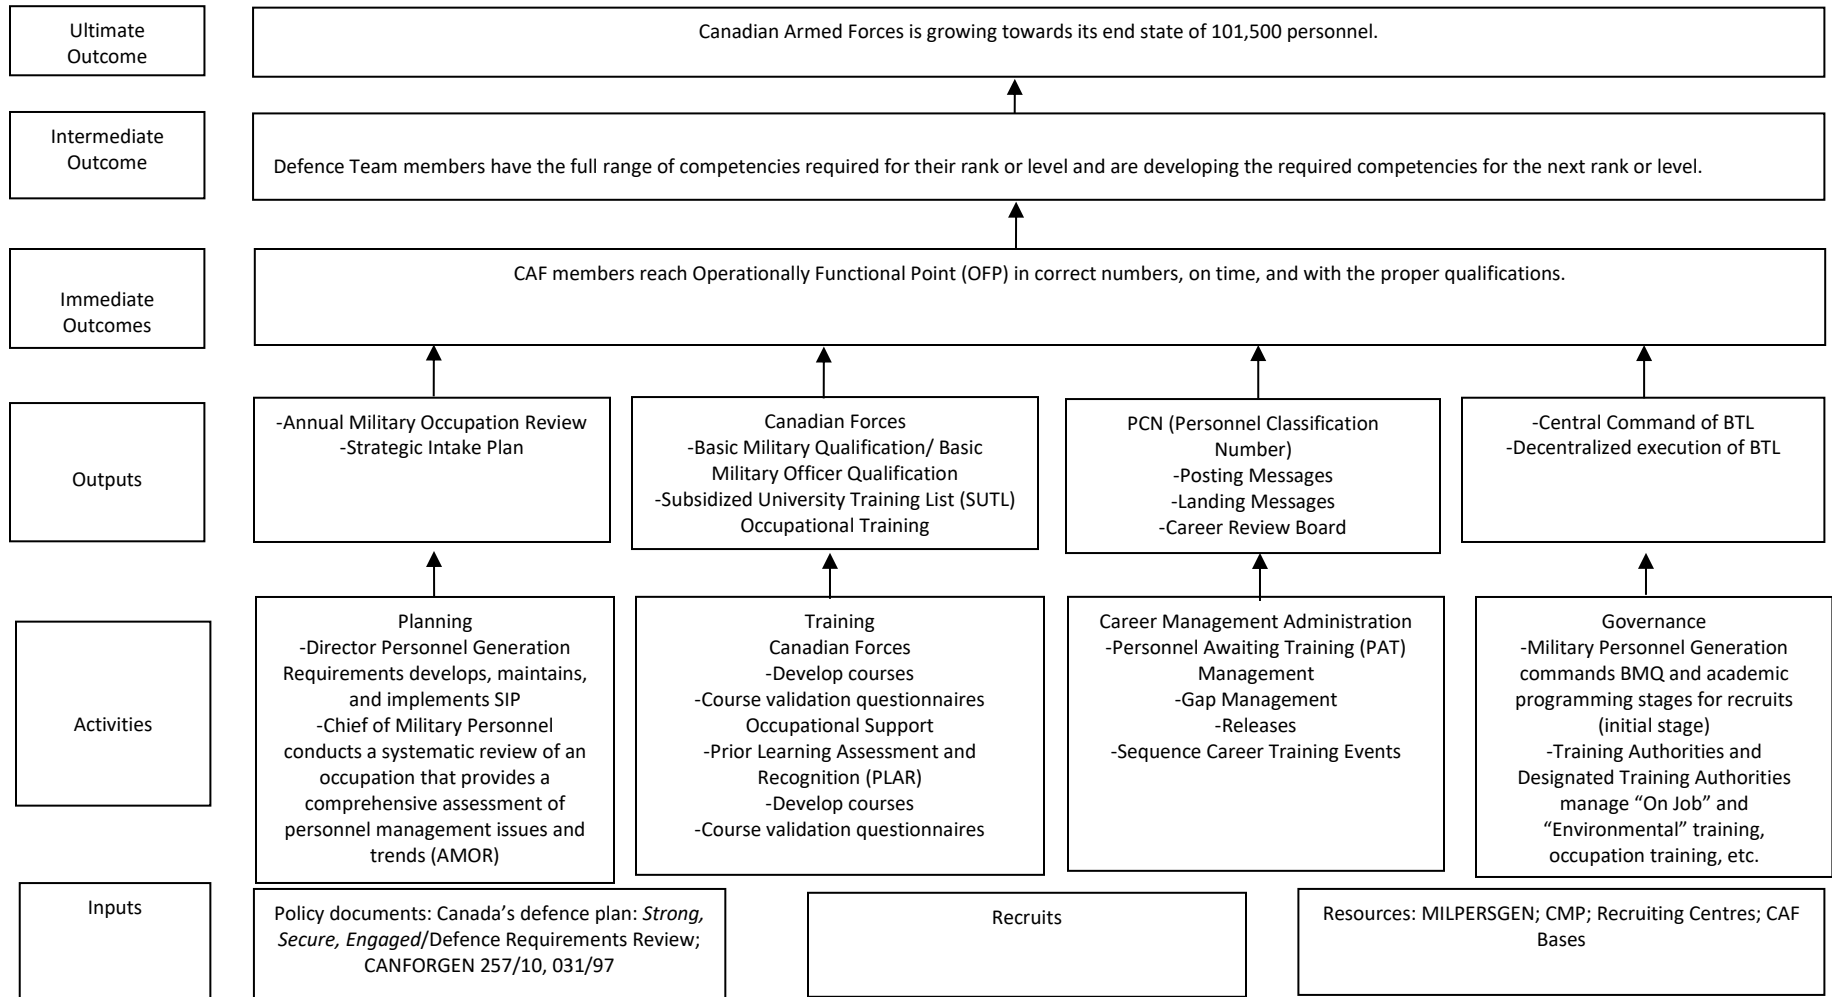 Ultimate
Outcome
Canadian Armed Forces is growing towards its end state of 101,500 personnel.
Intermediate
Outcome
Defence Team members have the full range of competencies required for their rank or level and are developing the required competencies for the next rank or level.
Immediate
Outcomes
CAF members reach Operationally Functional Point (OFP) in correct numbers, on time, and with the proper qualifications.
Outputs
-Annual Military Occupation Review
-Strategic Intake Plan
Canadian Forces
-Basic Military Qualification/ Basic
Military Officer Qualification
-Subsidized University Training List (SUTL)
Occupational Training
PCN (Personnel Classification
Number)
-Posting Messages
-Landing Messages
-Career Review Board
-Central Command of BTL
-Decentralized execution of BTL
Activities
Planning
-Director Personnel Generation
Requirements develops, maintains,
and implements SIP
-Chief of Military Personnel
conducts a systematic review of an
occupation that provides a
comprehensive assessment of
personnel management issues and
trends (AMOR)
Training
Canadian Forces
-Develop courses
-Course validation questionnaires
Occupational Support
-Prior Learning Assessment and
Recognition (PLAR)
-Develop courses
-Course validation questionnaires
Career Management Administration
-Personnel Awaiting Training (PAT)
Management
-Gap Management
-Releases
-Sequence Career Training Events
Governance
-Military Personnel Generation
commands BMQ and academic
programming stages for recruits
(initial stage)
-Training Authorities and
Designated Training Authorities
manage “On Job” and
“Environmental” training,
occupation training, etc.
Inputs
Policy documents: Canada’s defence plan: Strong,
Secure, Engaged/Defence Requirements Review;
CANFORGEN 257/10, 031/97
Recruits
Resources: MILPERSGEN; CMP; Recruiting Centres; CAF
Bases